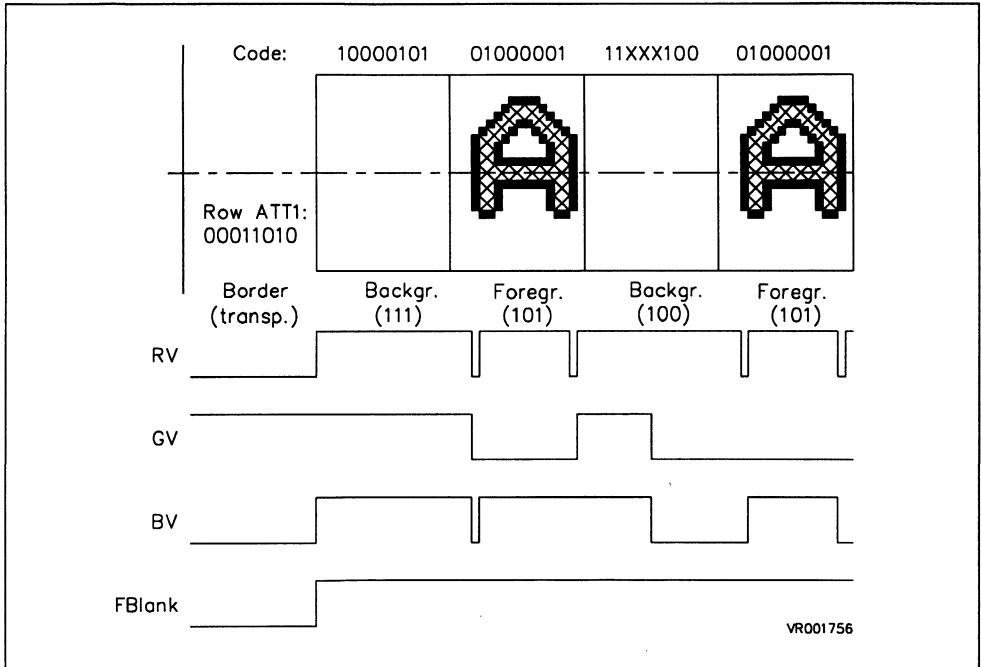 Code: 10000101 01000001 11XXX100 01000001
Row ATT1:
00011010
Border Backgr. Foregr. Backgr. Foregr.
(transp.) (111) (101) (100) (101)
RV
GV
BV
FBlank
VR001756